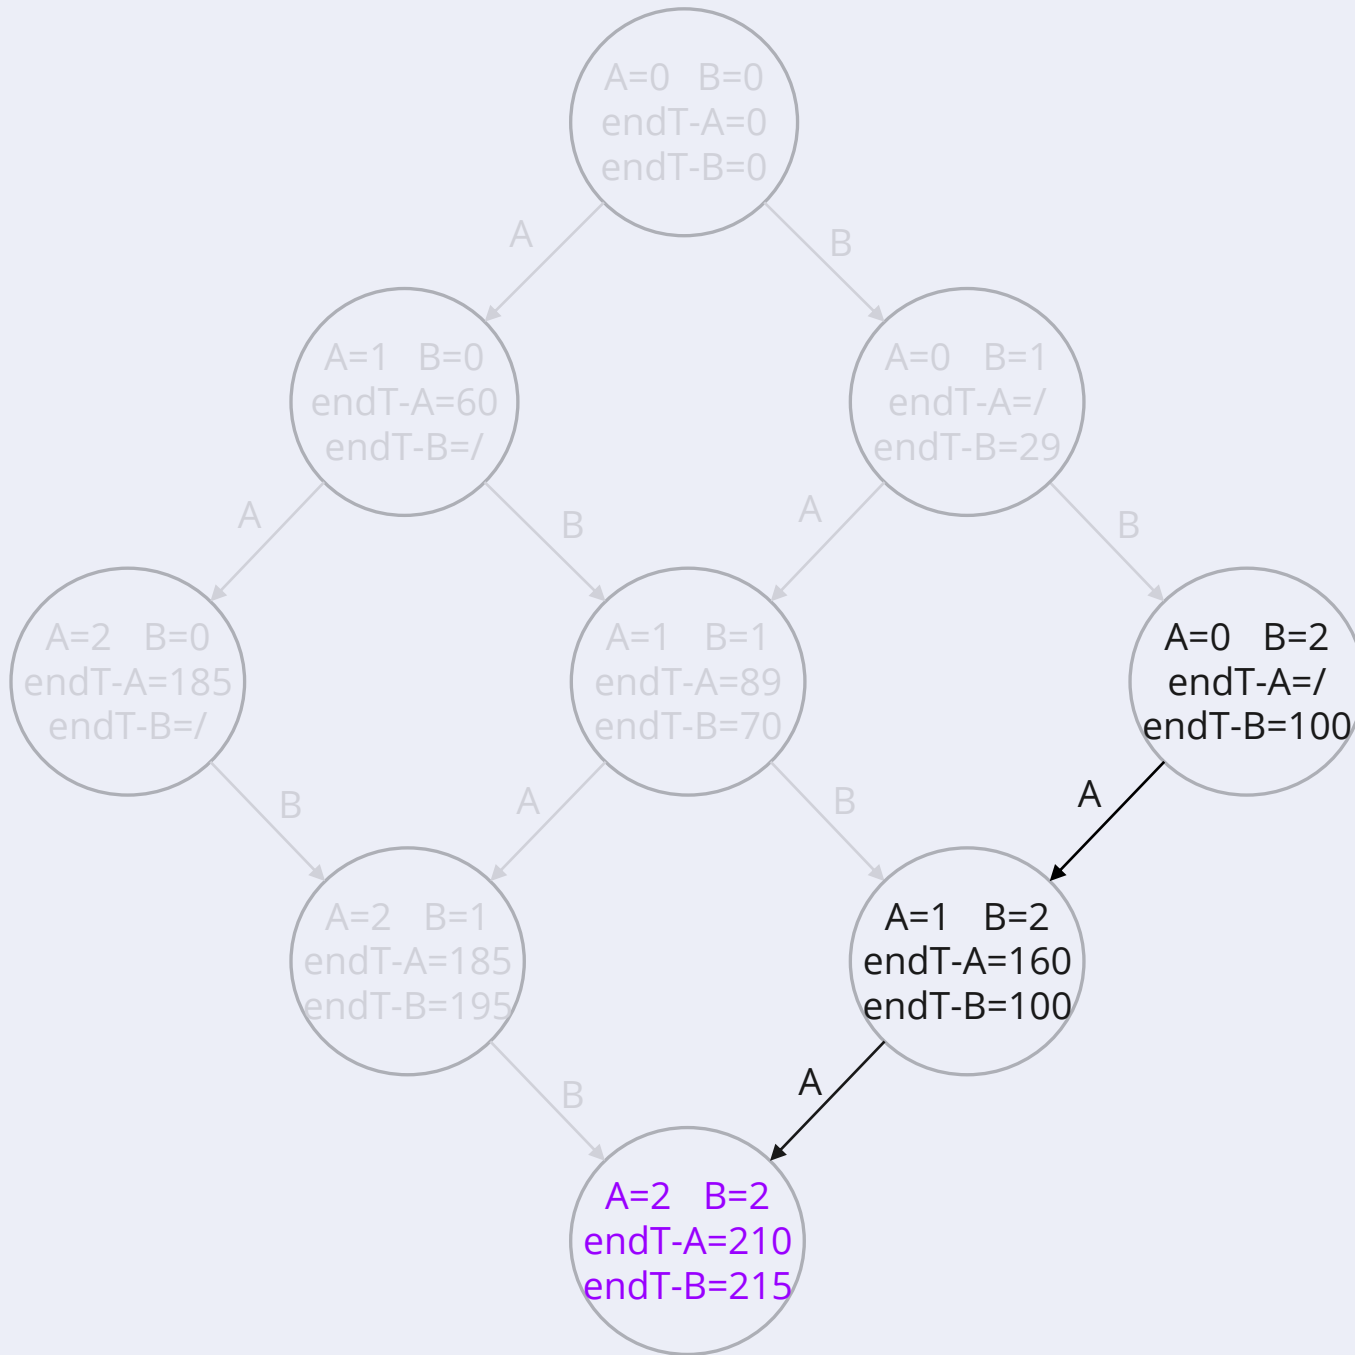 A=0 B=0
endT-A=0
endT-B=0
A
B
A=1 B=0
endT-A=60
endT-B=/
A=0 B=1
endT-A=/
endT-B=29
A
B
A
B
A=2 B=0
endT-A=185
endT-B=/
A=1 B=1
endT-A=89
endT-B=70
A=0 B=2
endT-A=/
endT-B=100
B
A
B
A
A=2 B=1
endT-A=185
endT-B=195
A=1 B=2
endT-A=160
endT-B=100
B
A
A=2 B=2
endT-A=210
endT-B=215